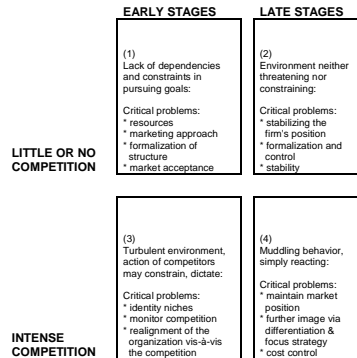 EARLY STAGES
LATE STAGES
LITTLE OR NO
COMPETITION
(1)
Lack of dependencies
and constraints in
pursuing goals:
Critical problems:
* resources
* marketing approach
* formalization of
structure
* market acceptance
(2)
Environment neither
threatening nor
constraining:
Critical problems:
* stabilizing the
firm's position
* formalization and
control
* stability
INTENSE
COMPETITION
(3)
Turbulent environment,
action of competitors
may constrain, dictate:
Critical problems:
* identity niches
* monitor competition
* realignment of the
organization vis-à-vis
the competition
(4)
Muddling behavior,
simply reacting:
Critical problems:
* maintain market
position
* further image via
differentiation &
focus strategy
* cost control